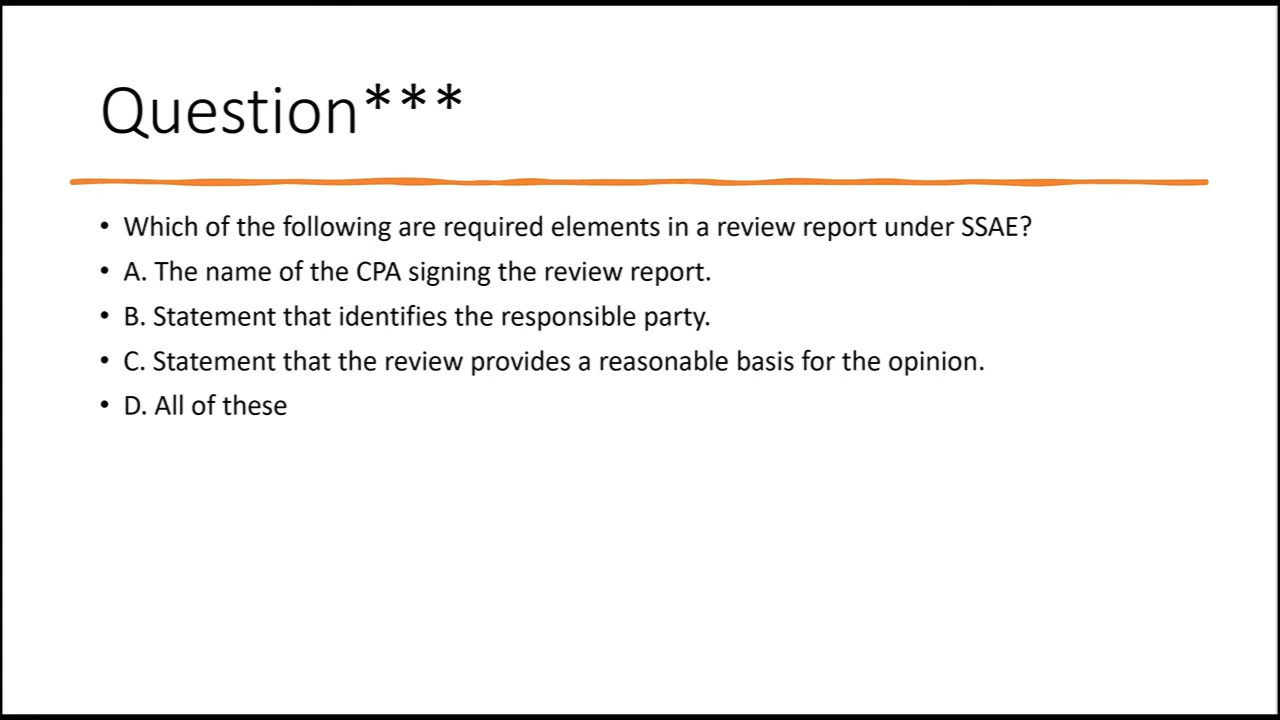 Question***
• Which of the following are required elements in a review report under SSAE?
• A. The name of the CPA signing the review report.
• B. Statement that identifies the responsible party.
• C. Statement that the review provides a reasonable basis for the opinion.
• D. All of these